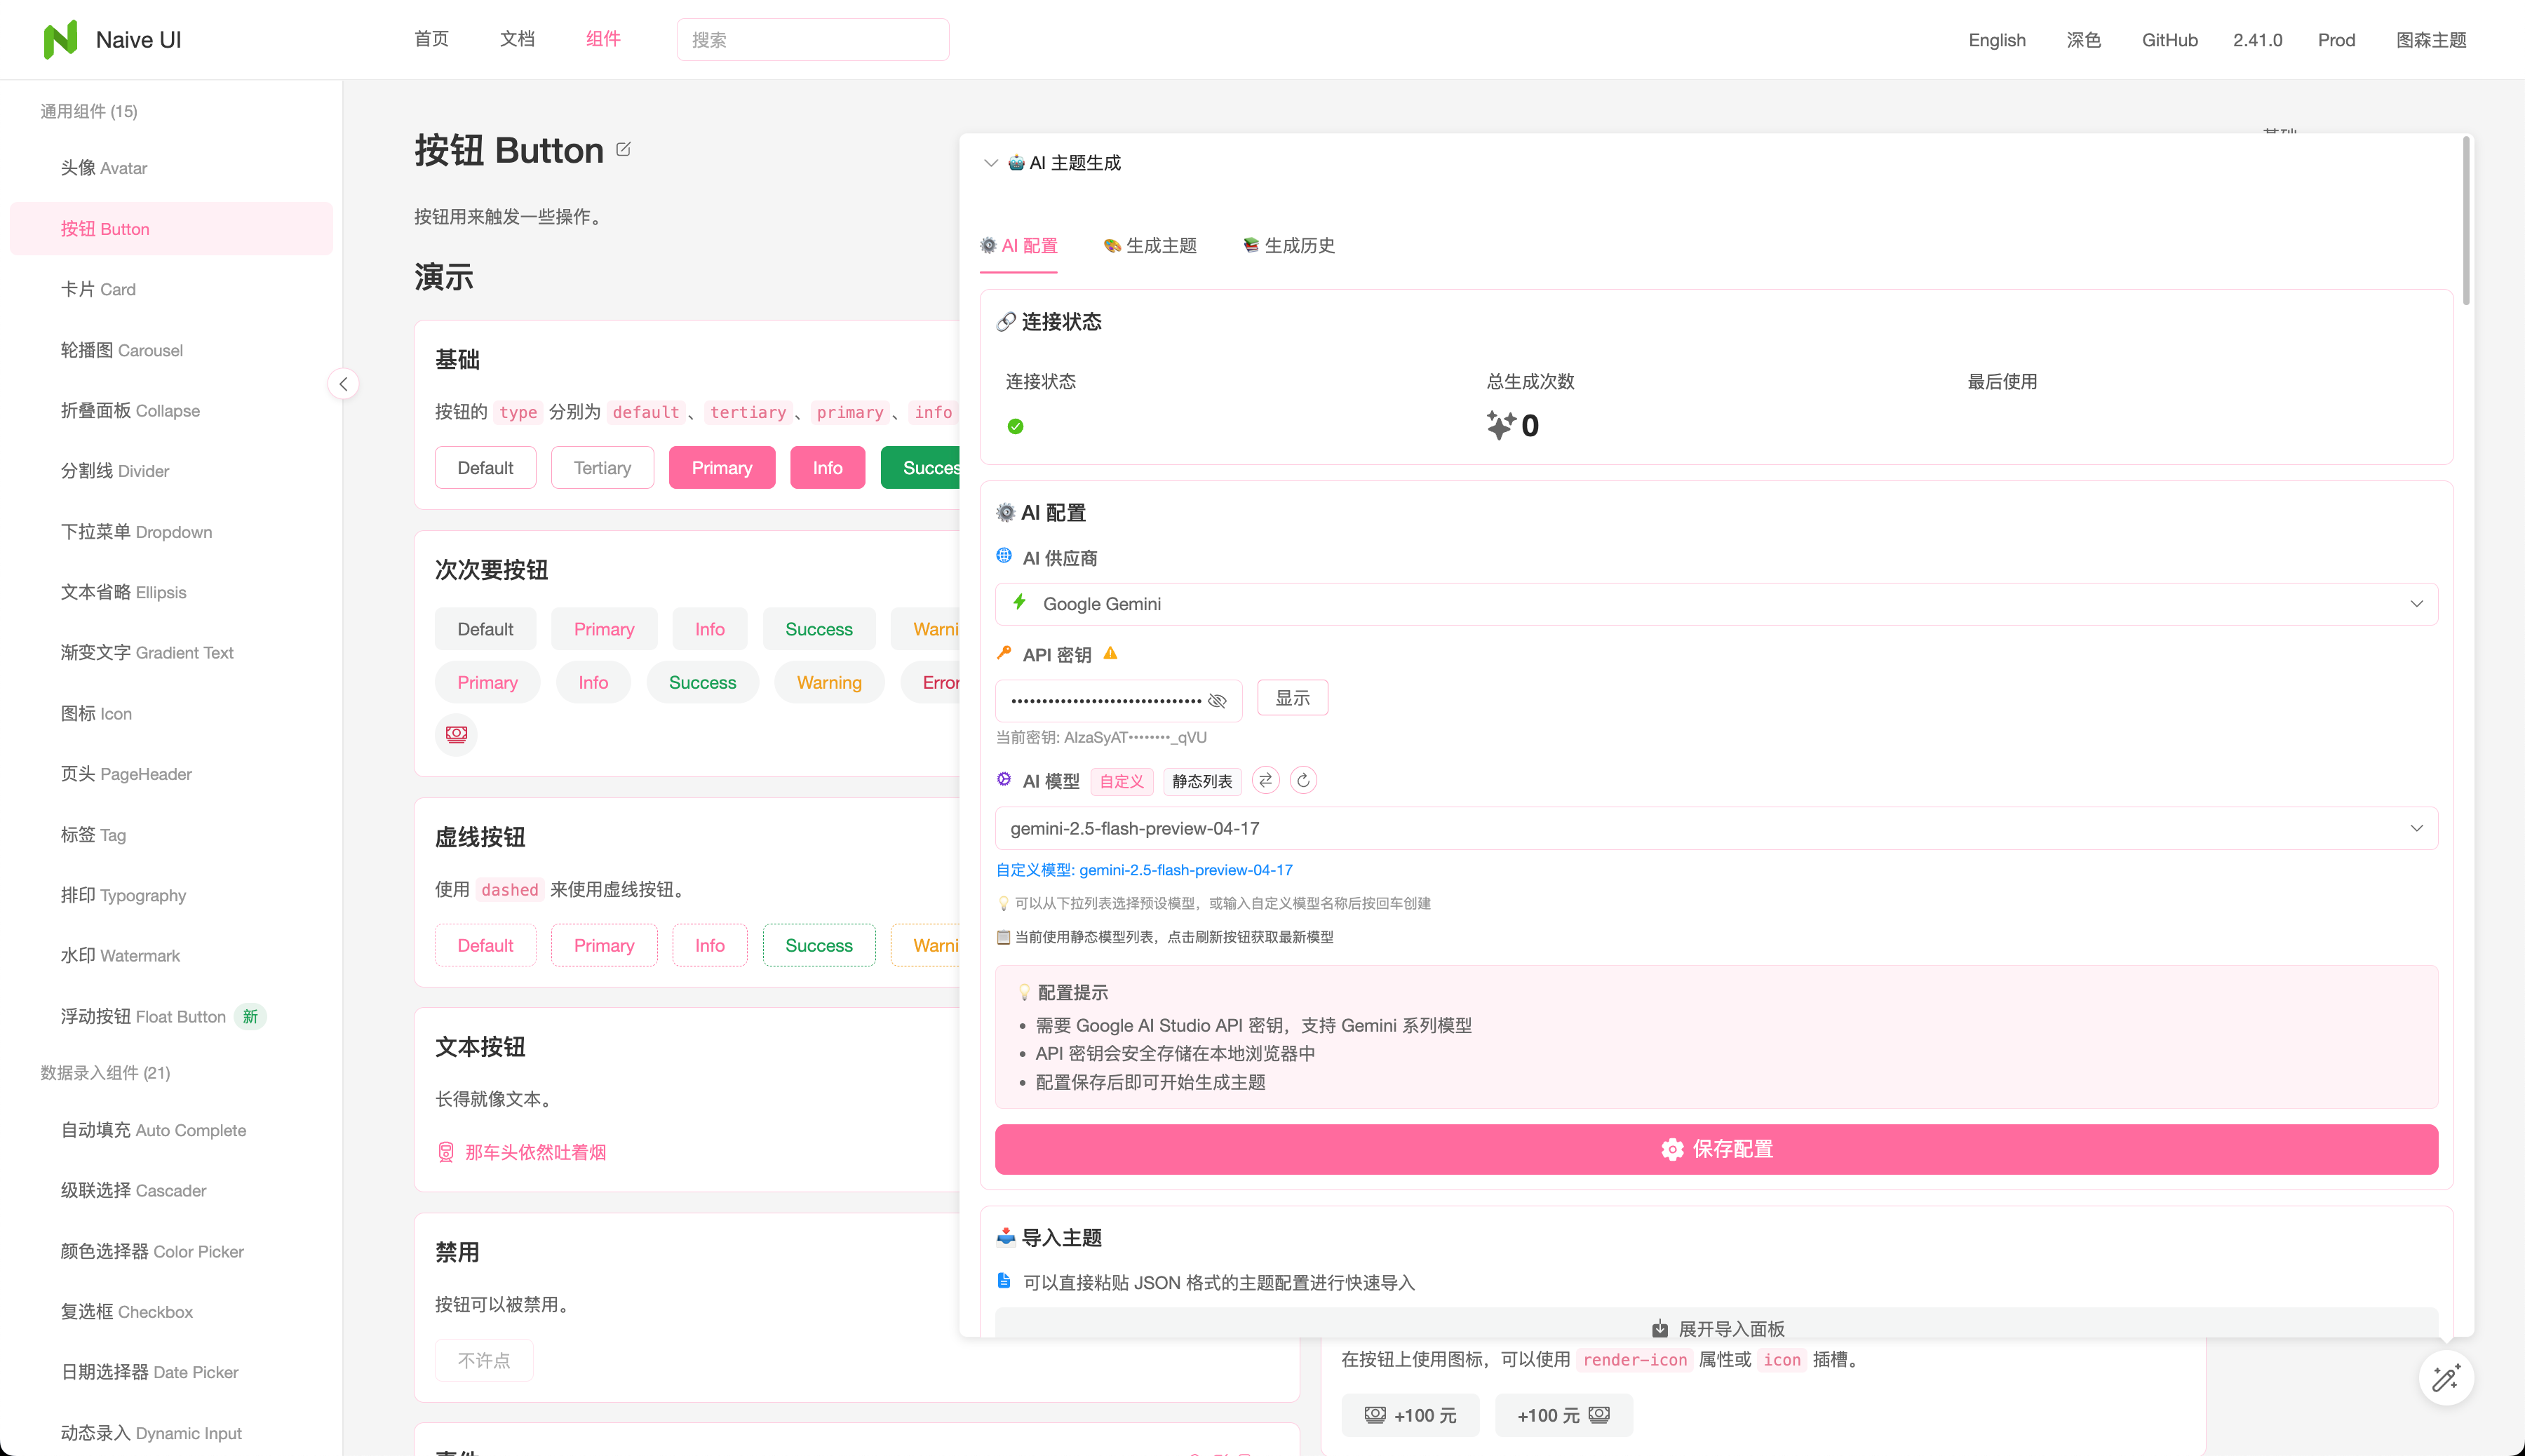 Naive UI
首页 文档 组件 搜索
English 深色 GitHub 2.41.0 Prod 图森主题
通用组件 (15)
头像 Avatar
按钮 Button
卡片 Card
轮播图 Carousel
折叠面板 Collapse
分割线 Divider
下拉菜单 Dropdown
文本省略 Ellipsis
渐变文字 Gradient Text
图标 Icon
页头 PageHeader
标签 Tag
排印 Typography
水印 Watermark
浮动按钮 Float Button 新
数据录入组件 (21)
自动填充 Auto Complete
级联选择 Cascader
颜色选择器 Color Picker
复选框 Checkbox
日期选择器 Date Picker
动态录入 Dynamic Input
按钮 Button
按钮用来触发一些操作。
演示
基础
按钮的 type 分别为 default、tertiary、primary、info
Default Tertiary Primary Info Succes
次次要按钮
Default Primary Info Success Warni
Primary Info Success Warning Error
虚线按钮
使用 dashed 来使用虚线按钮。
Default Primary Info Success Warni
文本按钮
长得就像文本。
那车头依然吐着烟
禁用
按钮可以被禁用。
不许点
AI 主题生成
AI 配置 生成主题 生成历史
连接状态
连接状态 总生成次数 最后使用
0
AI 配置
AI 供应商
Google Gemini
API 密钥
••••••••••••••••••••••••••••••• 显示
当前密钥: AIzaSyAT••••••••_qVU
AI 模型 自定义 静态列表
gemini-2.5-flash-preview-04-17
自定义模型: gemini-2.5-flash-preview-04-17
可以从下拉列表选择预设模型，或输入自定义模型名称后按回车创建
当前使用静态模型列表，点击刷新按钮获取最新模型
配置提示
• 需要 Google AI Studio API 密钥，支持 Gemini 系列模型
• API 密钥会安全存储在本地浏览器中
• 配置保存后即可开始生成主题
保存配置
导入主题
可以直接粘贴 JSON 格式的主题配置进行快速导入
展开导入面板
在按钮上使用图标，可以使用 render-icon 属性或 icon 插槽。
+100 元 +100 元